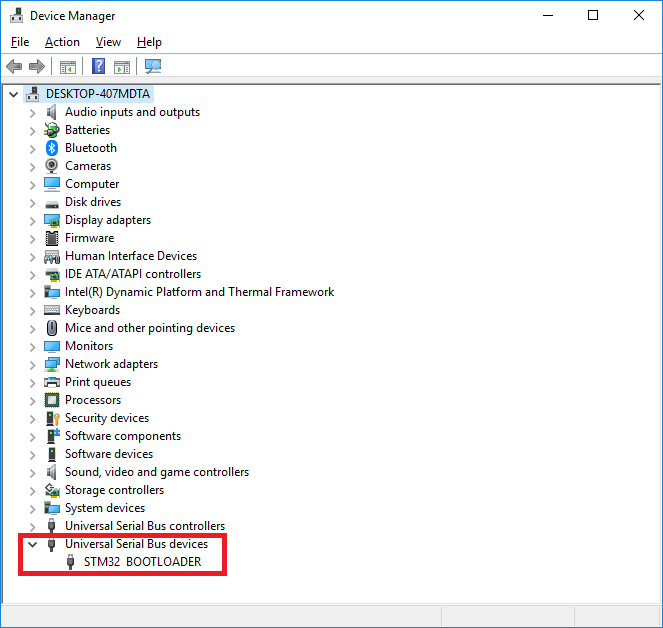 Device Manager
File Action View Help
DESKTOP-407MDTA
Audio inputs and outputs
Batteries
Bluetooth
Cameras
Computer
Disk drives
Display adapters
Firmware
Human Interface Devices
IDE ATA/ATAPI controllers
Intel(R) Dynamic Platform and Thermal Framework
Keyboards
Mice and other pointing devices
Monitors
Network adapters
Print queues
Processors
Security devices
Software components
Software devices
Sound, video and game controllers
Storage controllers
System devices
Universal Serial Bus controllers
Universal Serial Bus devices
STM32 BOOTLOADER